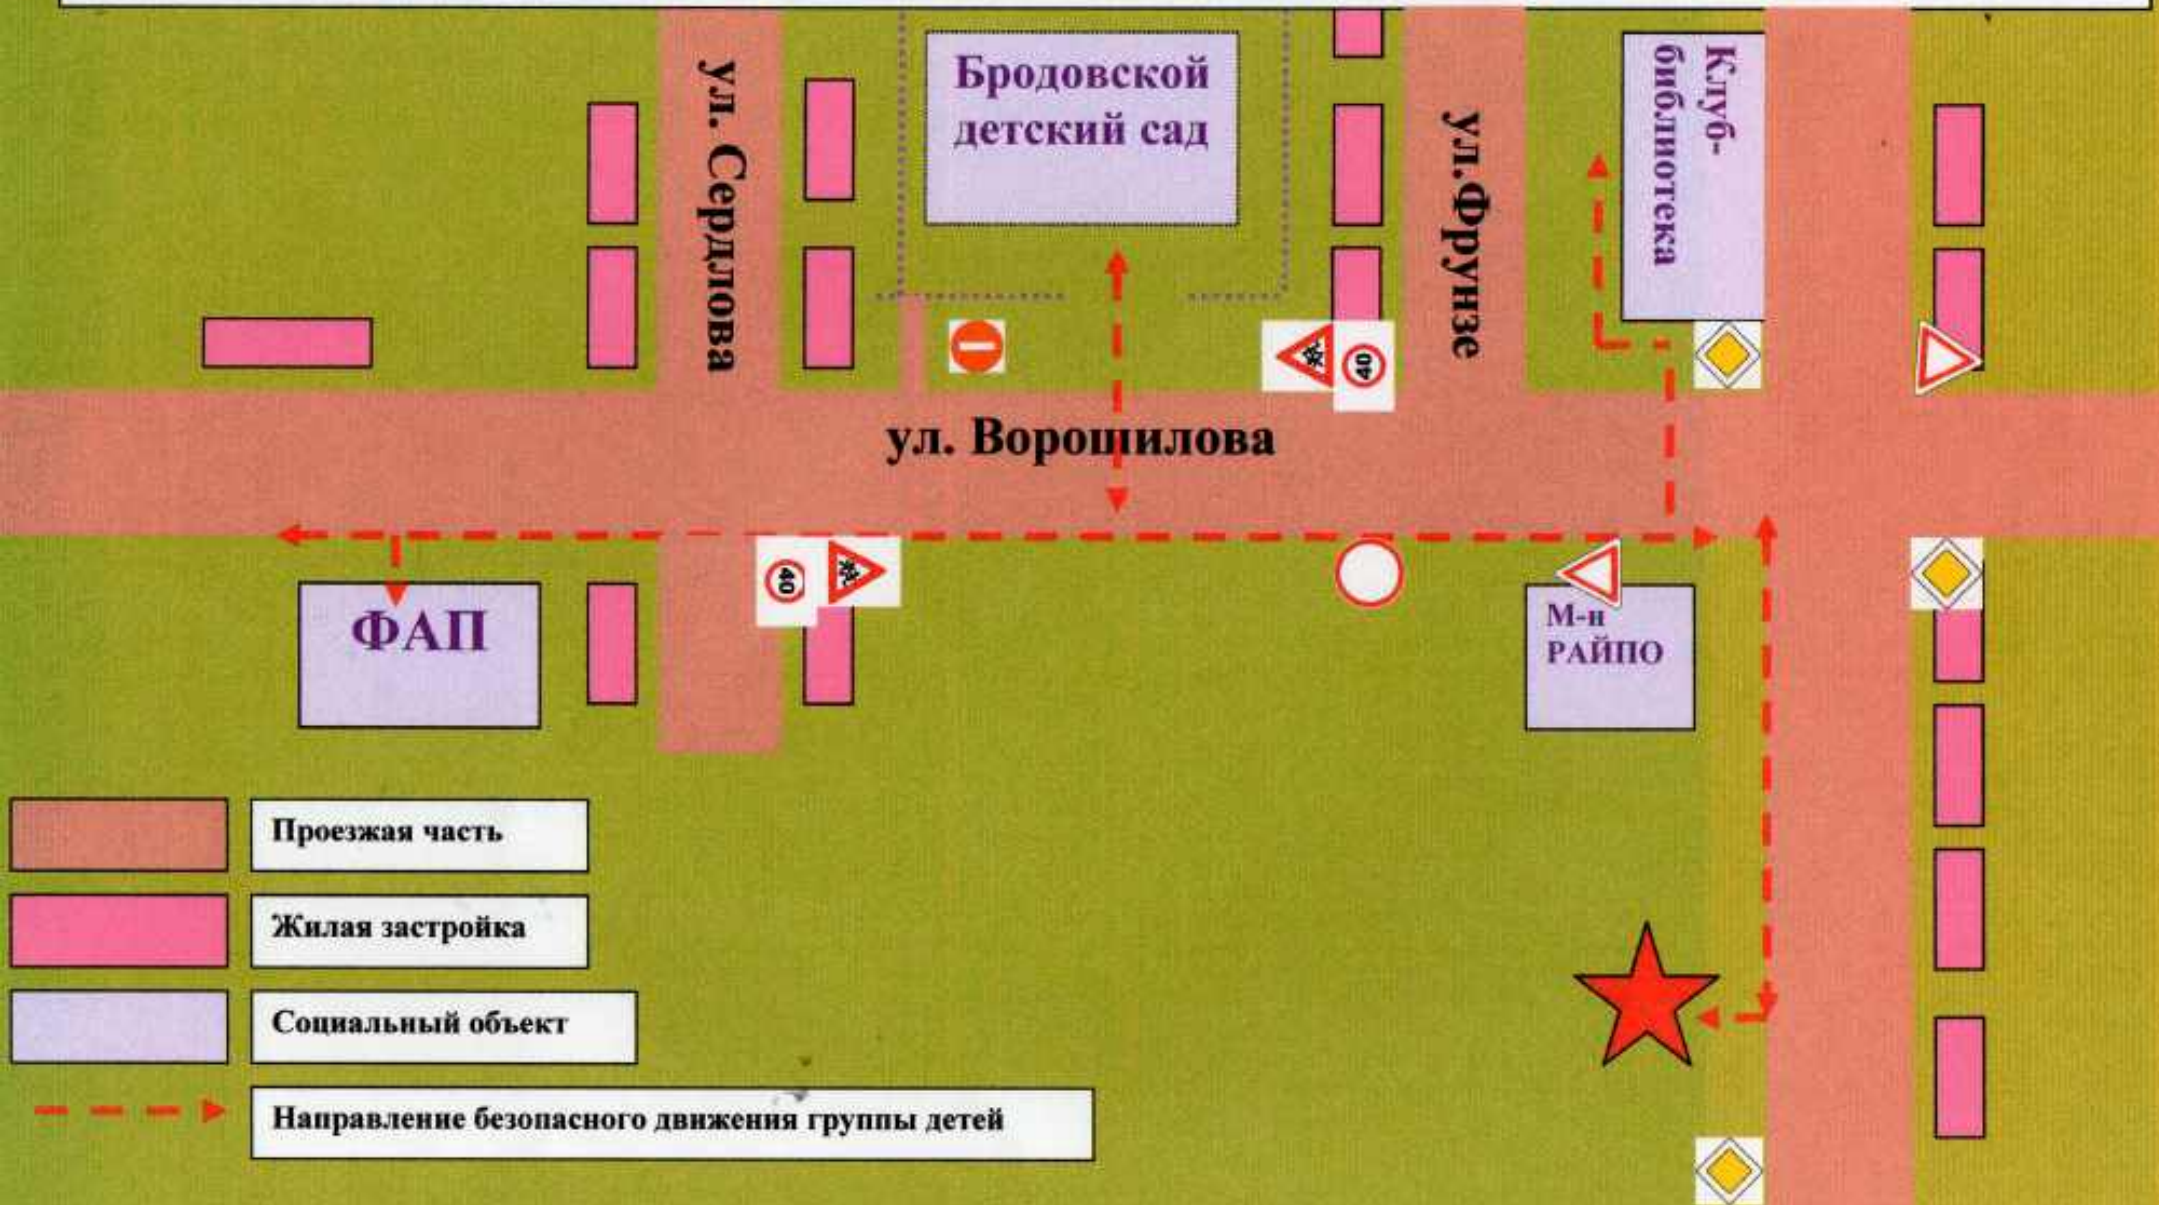 Бродовской
детский сад
Клуб-
библиотека
ул. Сердлова
ул.Фрунзе
40
ул. Ворошилова
40
ФАП
М-н
РАЙПО
Проезжая часть
Жилая застройка
Социальный объект
Направление безопасного движения группы детей